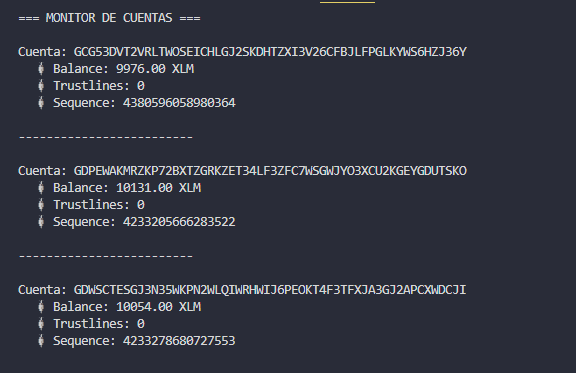 === MONITOR DE CUENTAS ===
Cuenta: GCG53DVT2VRLTWOSEICHLGJ2SKDHTZXI3V26CFBJLFPGLKYWS6HZJ36Y
Balance: 9976.00 XLM
Trustlines: 0
Sequence: 4380596058980364
-------------------------
Cuenta: GDPEWAKMRZKP72BXTZGRKZET34LF3ZFC7WSGWJYO3XCU2KGEYGDUTSKO
Balance: 10131.00 XLM
Trustlines: 0
Sequence: 4233205666283522
-------------------------
Cuenta: GDWSCTESGJ3N35WKPN2WLQIWRHWIJ6PEOKT4F3TFXJA3GJ2APCXWDCJI
Balance: 10054.00 XLM
Trustlines: 0
Sequence: 4233278680727553